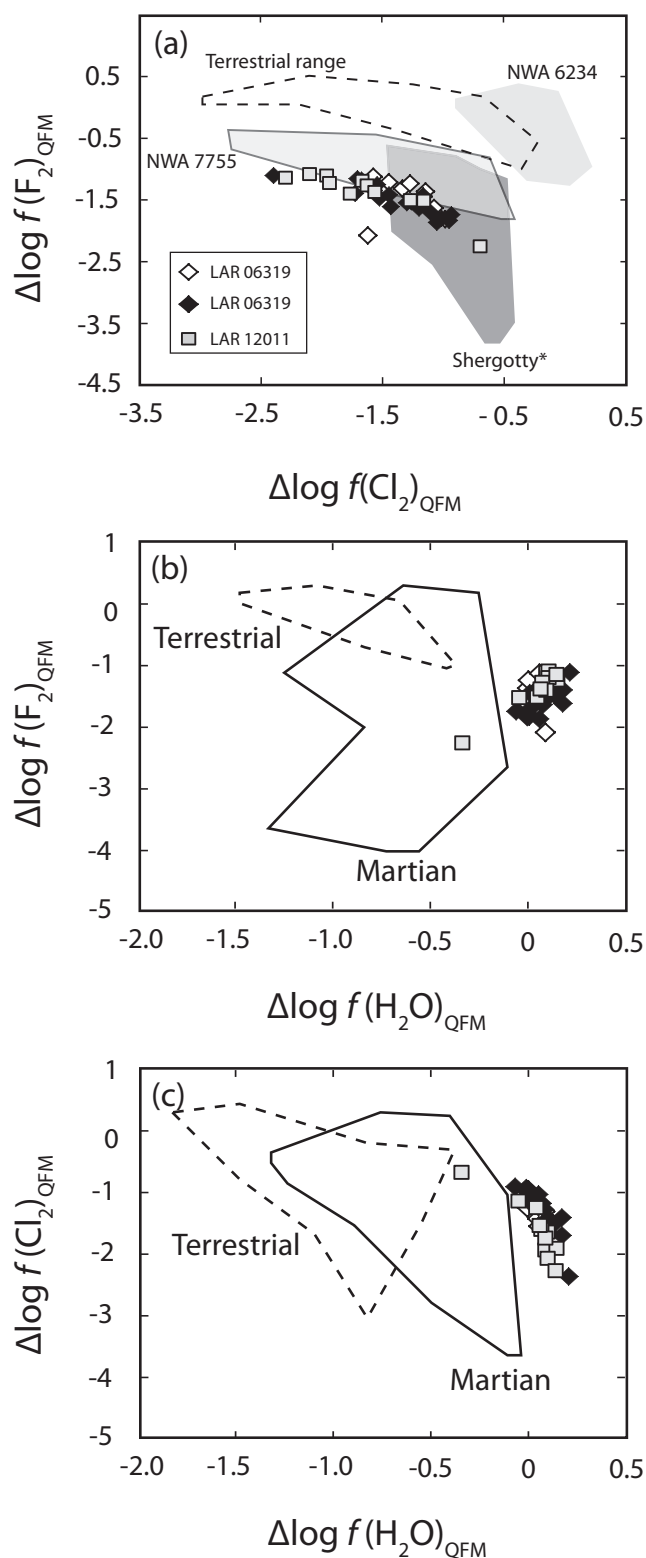 (a)
Terrestrial range
NWA 6234
NWA 7755
LAR 06319
LAR 06319
LAR 12011
Shergotty*
0.5
-0.5
-1.5
-2.5
-3.5
-4.5
Δlog f(F₂)QFM
-3.5 -2.5 -1.5 - 0.5 0.5
Δlog f(Cl₂)QFM
(b)
Terrestrial
Martian
1
0
-1
-2
-3
-4
-5
Δlog f(F₂)QFM
-2.0 -1.5 -1.0 -0.5 0 0.5
Δlog f(H₂O)QFM
(c)
Terrestrial
Martian
1
0
-1
-2
-3
-4
-5
Δlog f(Cl₂)QFM
-2.0 -1.5 -1.0 -0.5 0 0.5
Δlog f(H₂O)QFM